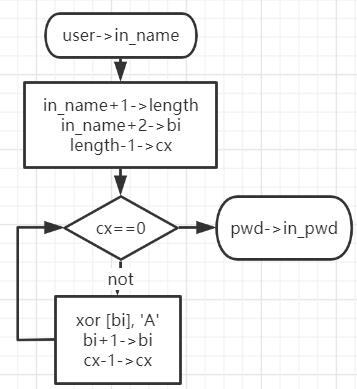 user->in_name
in_name+1->length
in_name+2->bi
length-1->cx
cx==0
pwd->in_pwd
not
xor [bi], 'A'
bi+1->bi
cx-1->cx